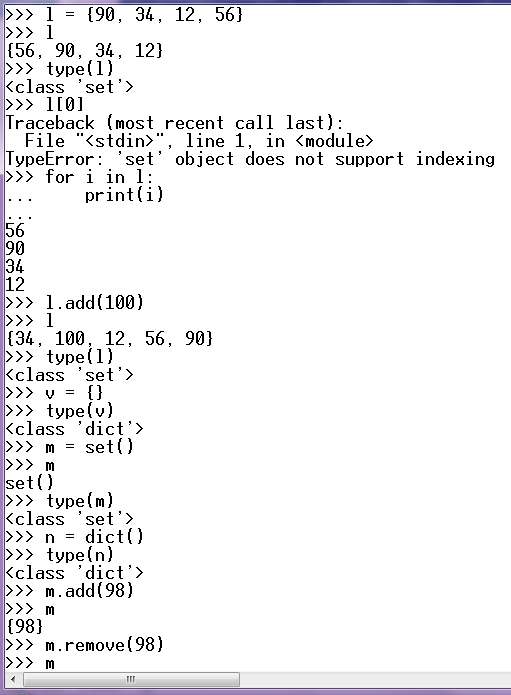 >>> l = {90, 34, 12, 56}
>>> l
{56, 90, 34, 12}
>>> type(l)
<class 'set'>
>>> l[0]
Traceback (most recent call last):
  File "<stdin>", line 1, in <module>
TypeError: 'set' object does not support indexing
>>> for i in l:
...     print(i)
...
56
90
34
12
>>> l.add(100)
>>> l
{34, 100, 12, 56, 90}
>>> type(l)
<class 'set'>
>>> v = {}
>>> type(v)
<class 'dict'>
>>> m = set()
>>> m
set()
>>> type(m)
<class 'set'>
>>> n = dict()
>>> type(n)
<class 'dict'>
>>> m.add(98)
>>> m
{98}
>>> m.remove(98)
>>> m